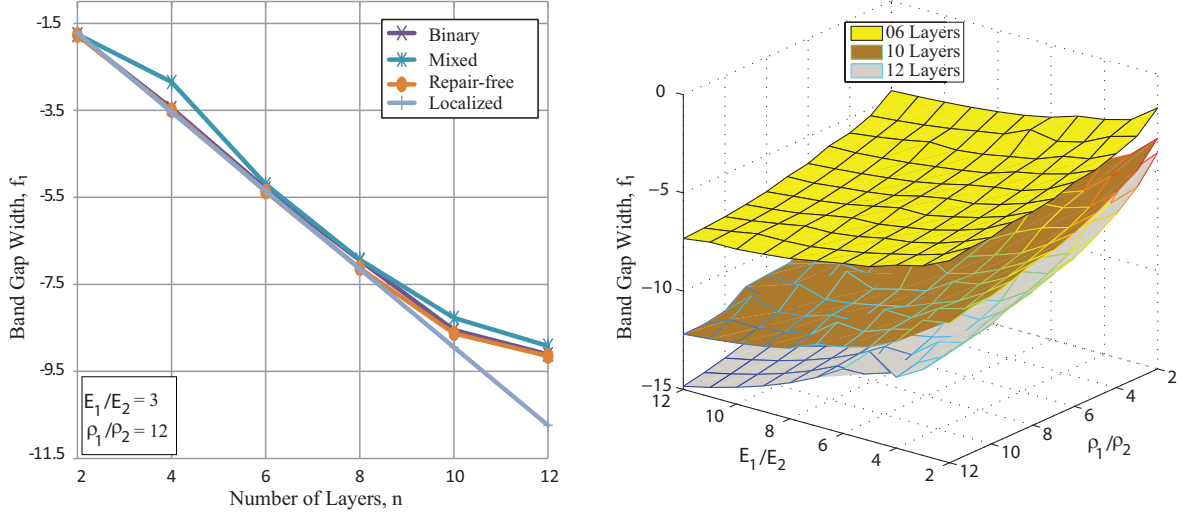 -1.5
-3.5
-5.5
-7.5
-9.5
-11.5
Band Gap Width, f₁
Binary
Mixed
Repair-free
Localized
E₁/E₂ = 3
ρ₁/ρ₂ = 12
2 4 6 8 10 12
Number of Layers, n
06 Layers
10 Layers
12 Layers
0
−5
−10
−15
Band Gap Width, f₁
12 10 8 6 4 2
E₁/E₂
12 10 8 6 4 2
ρ₁/ρ₂